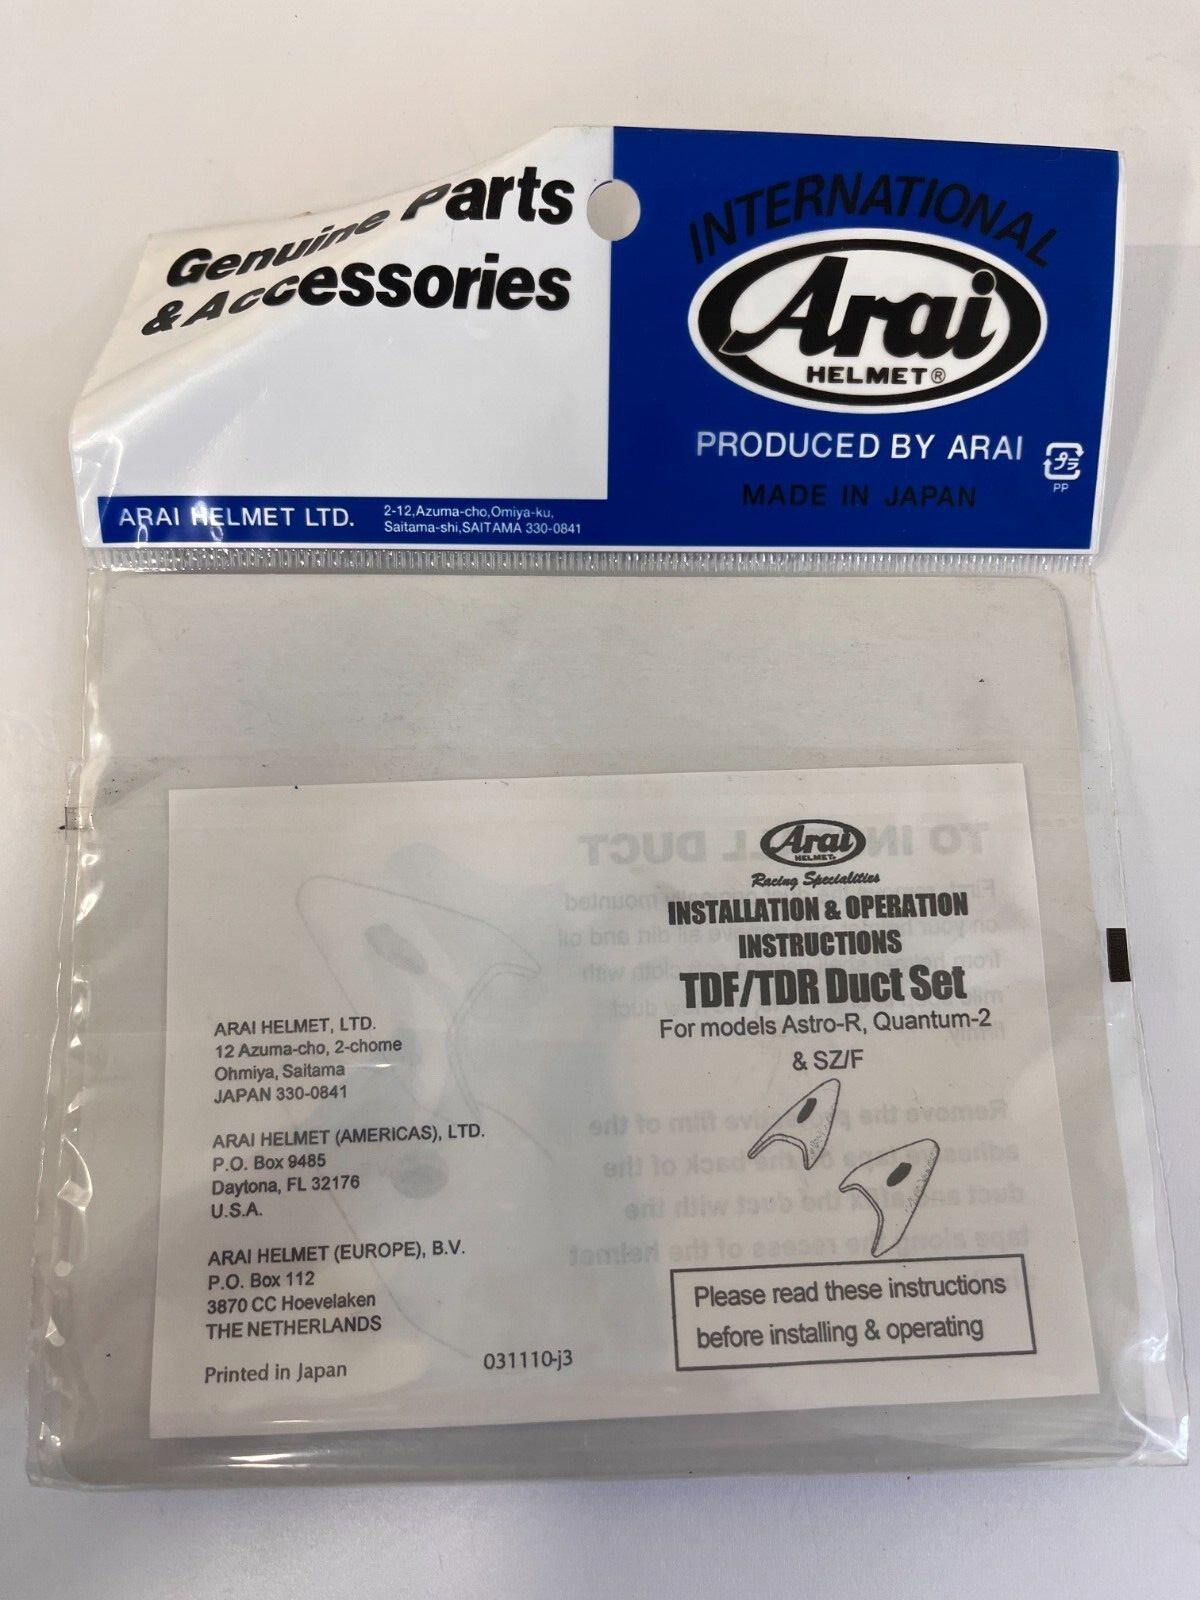 Genuine Parts
& Accessories
INTERNATIONAL
Arai
HELMET®
PRODUCED BY ARAI
プラ
PP
MADE IN JAPAN
ARAI HELMET LTD.
2-12,Azuma-cho,Omiya-ku,
Saitama-shi,SAITAMA 330-0841
Arai
HELMET
Racing Specialities
INSTALLATION & OPERATION
INSTRUCTIONS
TDF/TDR Duct Set
For models Astro-R, Quantum-2
& SZ/F
Please read these instructions
before installing & operating
ARAI HELMET, LTD.
12 Azuma-cho, 2-chome
Ohmiya, Saitama
JAPAN 330-0841
ARAI HELMET (AMERICAS), LTD.
P.O. Box 9485
Daytona, FL 32176
U.S.A.
ARAI HELMET (EUROPE), B.V.
P.O. Box 112
3870 CC Hoevelaken
THE NETHERLANDS
Printed in Japan
031110-j3